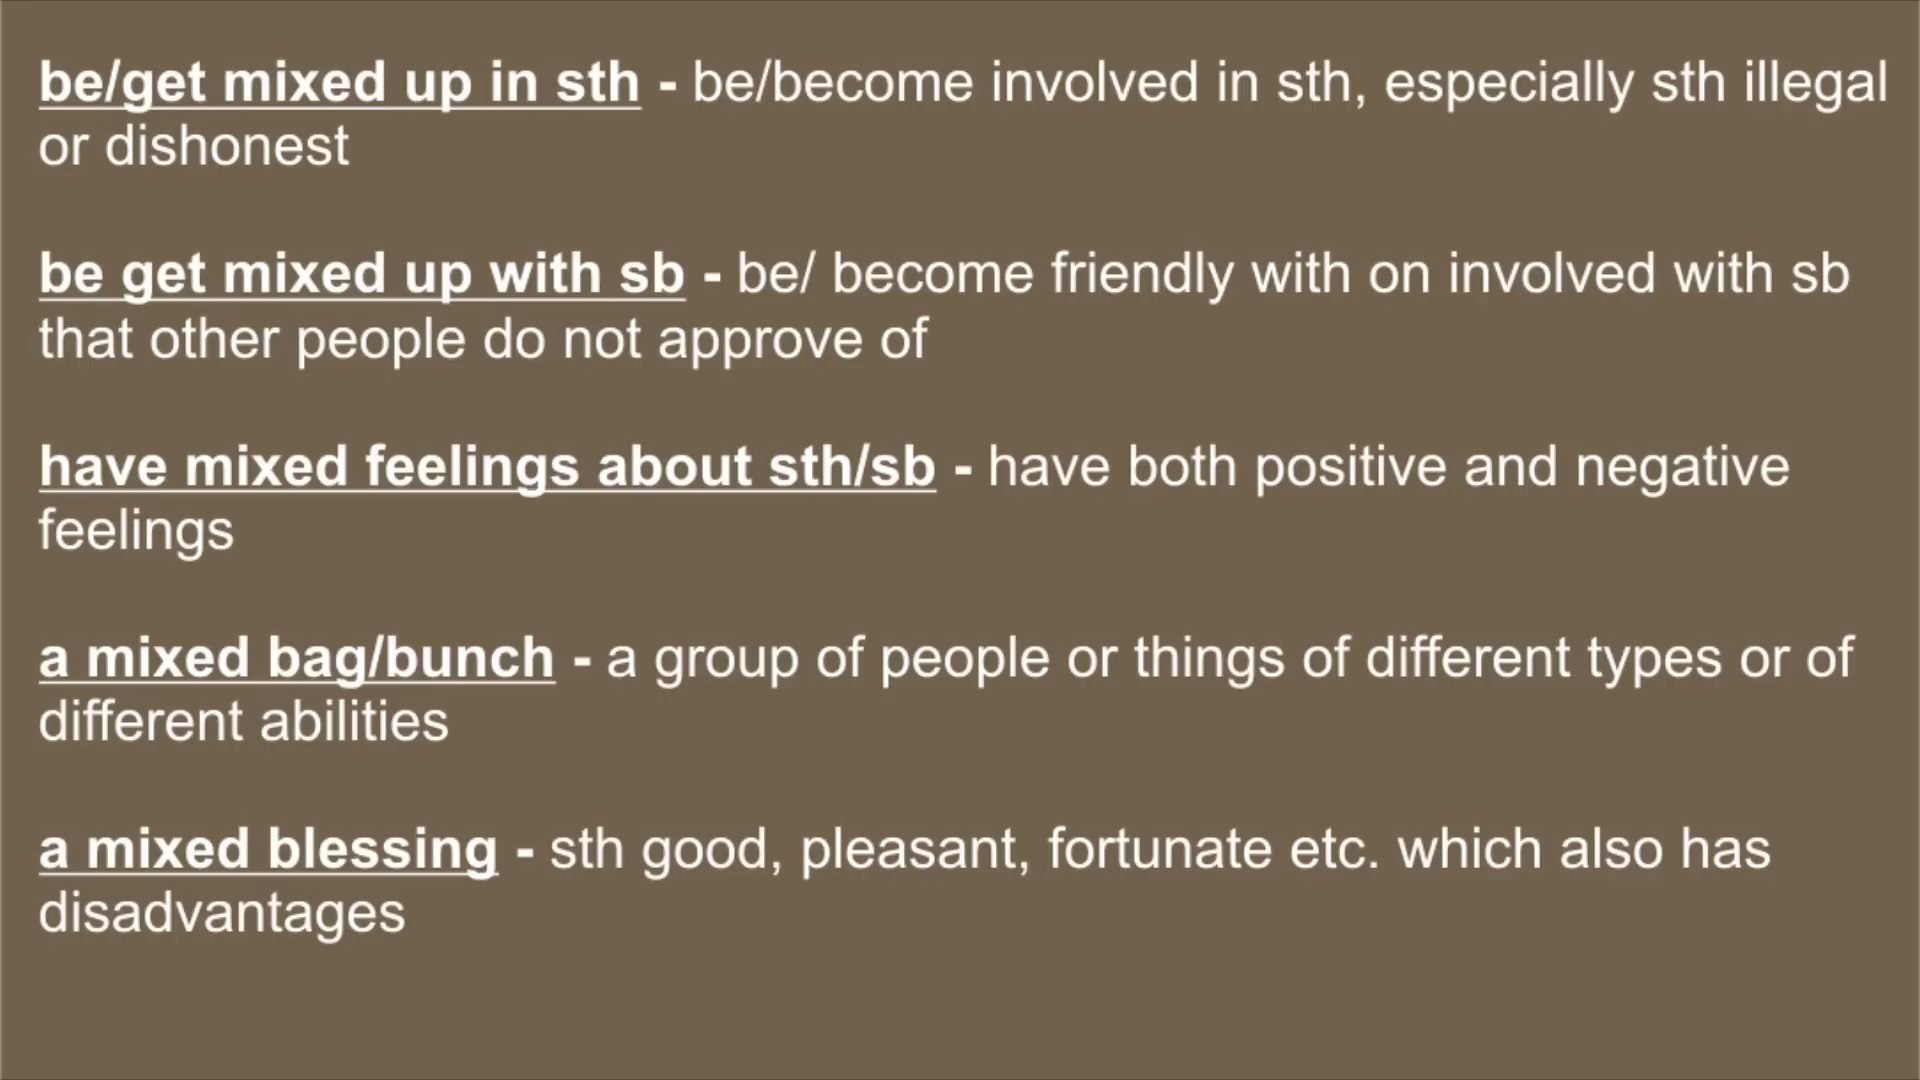 be/get mixed up in sth - be/become involved in sth, especially sth illegal
or dishonest
be get mixed up with sb - be/ become friendly with on involved with sb
that other people do not approve of
have mixed feelings about sth/sb - have both positive and negative
feelings
a mixed bag/bunch - a group of people or things of different types or of
different abilities
a mixed blessing - sth good, pleasant, fortunate etc. which also has
disadvantages